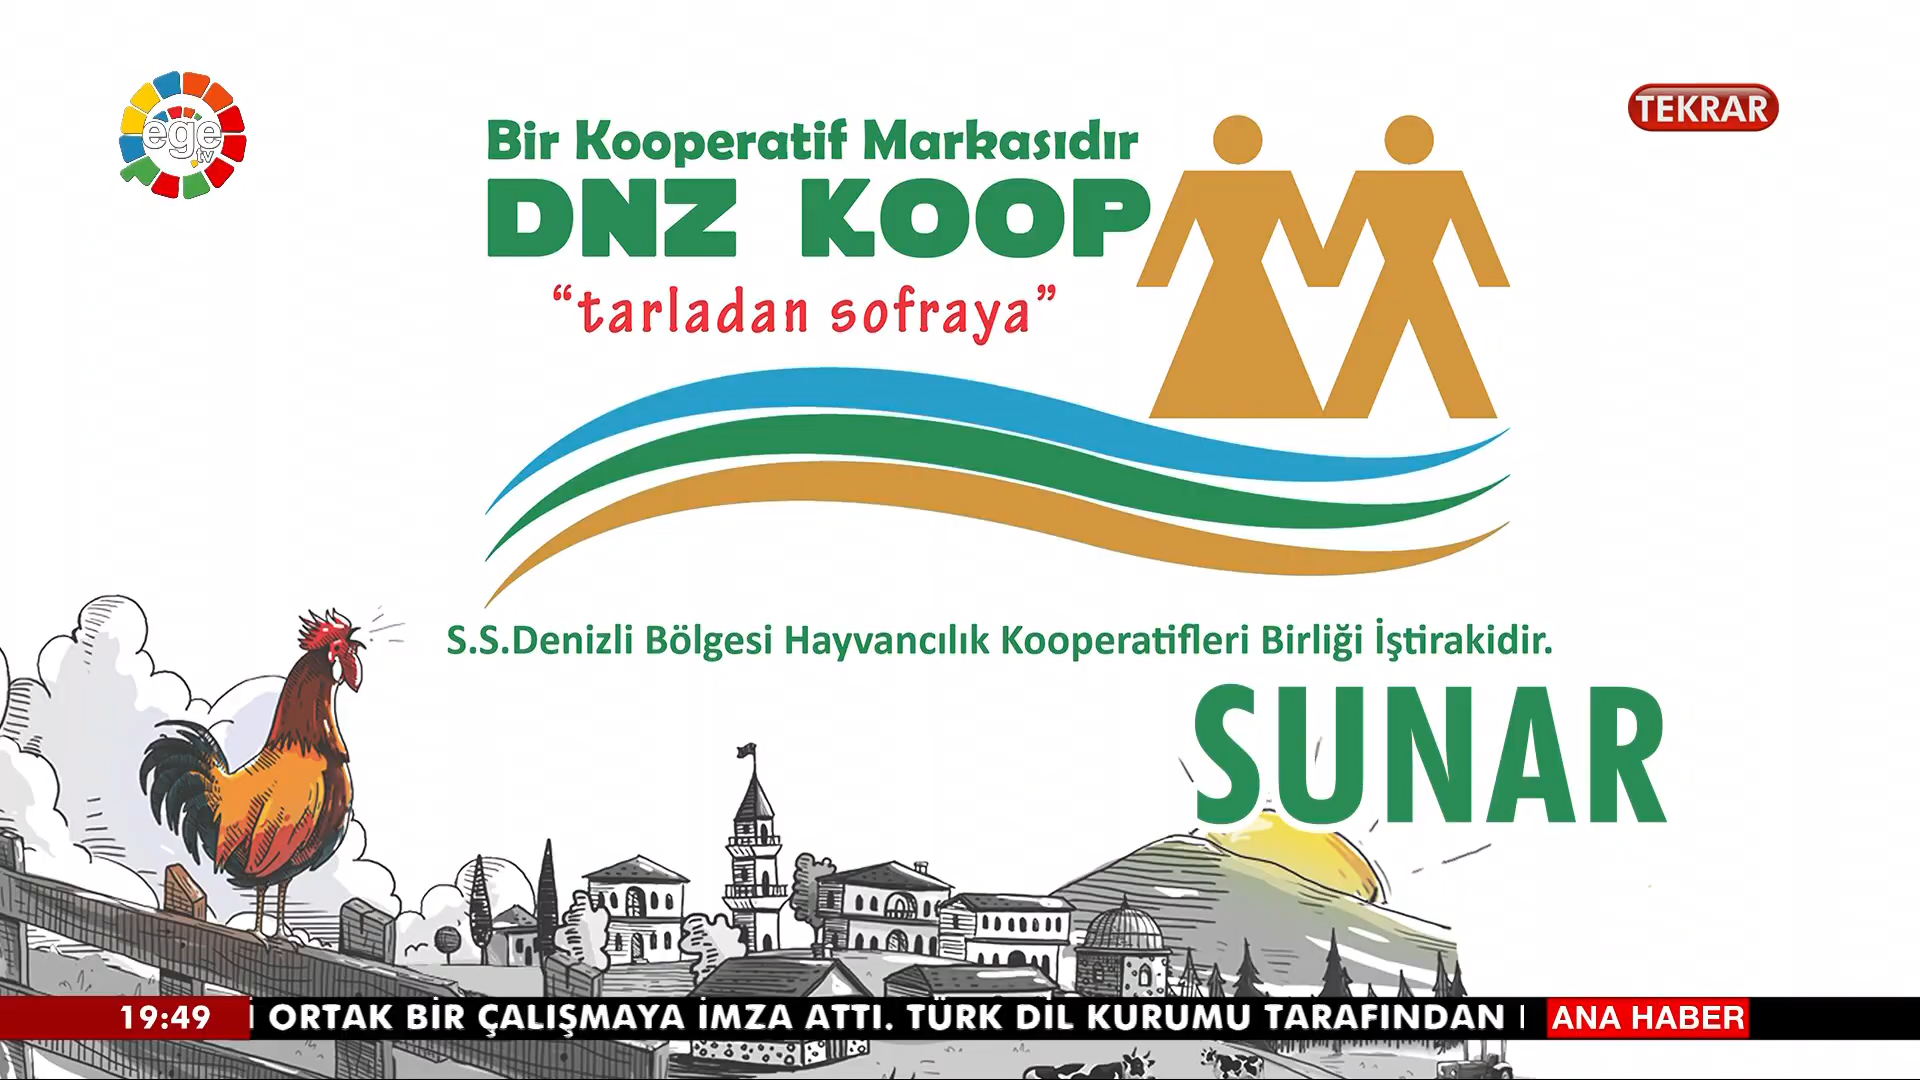 ege
tv
TEKRAR
Bir Kooperatif Markasıdır
DNZ KOOP
“tarladan sofraya”
S.S.Denizli Bölgesi Hayvancılık Kooperatifleri Birliği İştirakidir.
SUNAR
19:49 İ ORTAK BİR ÇALIŞMAYA İMZA ATTI. TÜRK DİL KURUMU TARAFINDAN ANA HABER